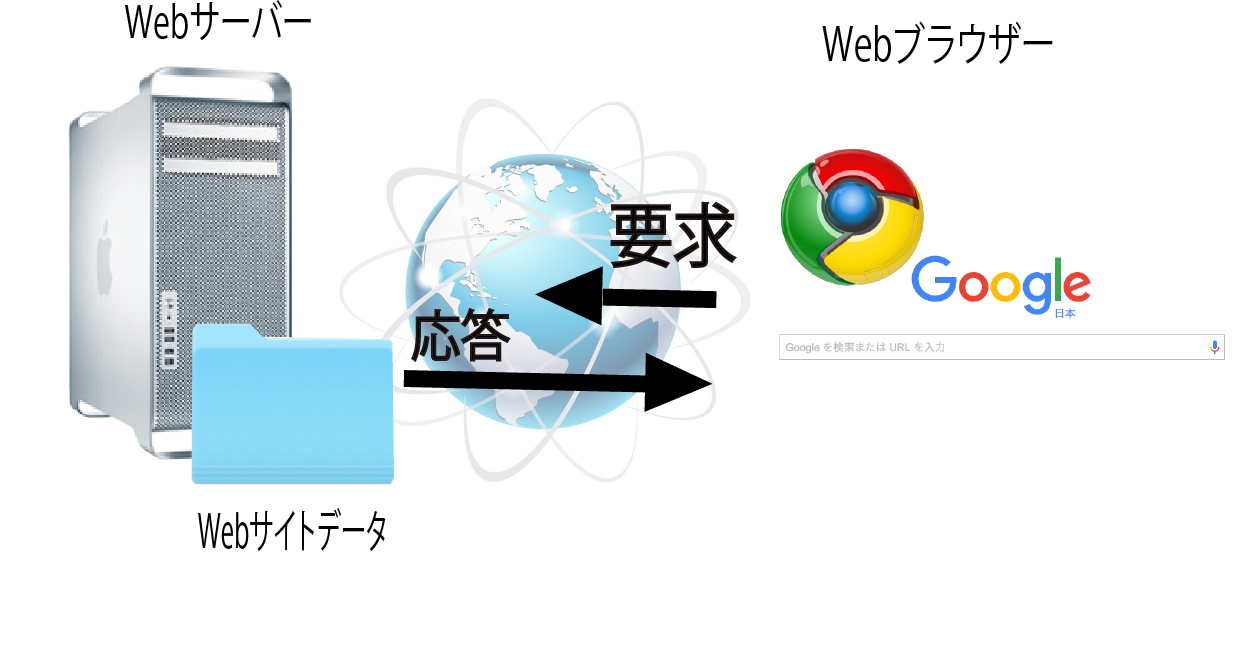 Webサーバー
Webブラウザー
要求
Google
日本
応答
Google を検索または URL を入力
Webサイトデータ